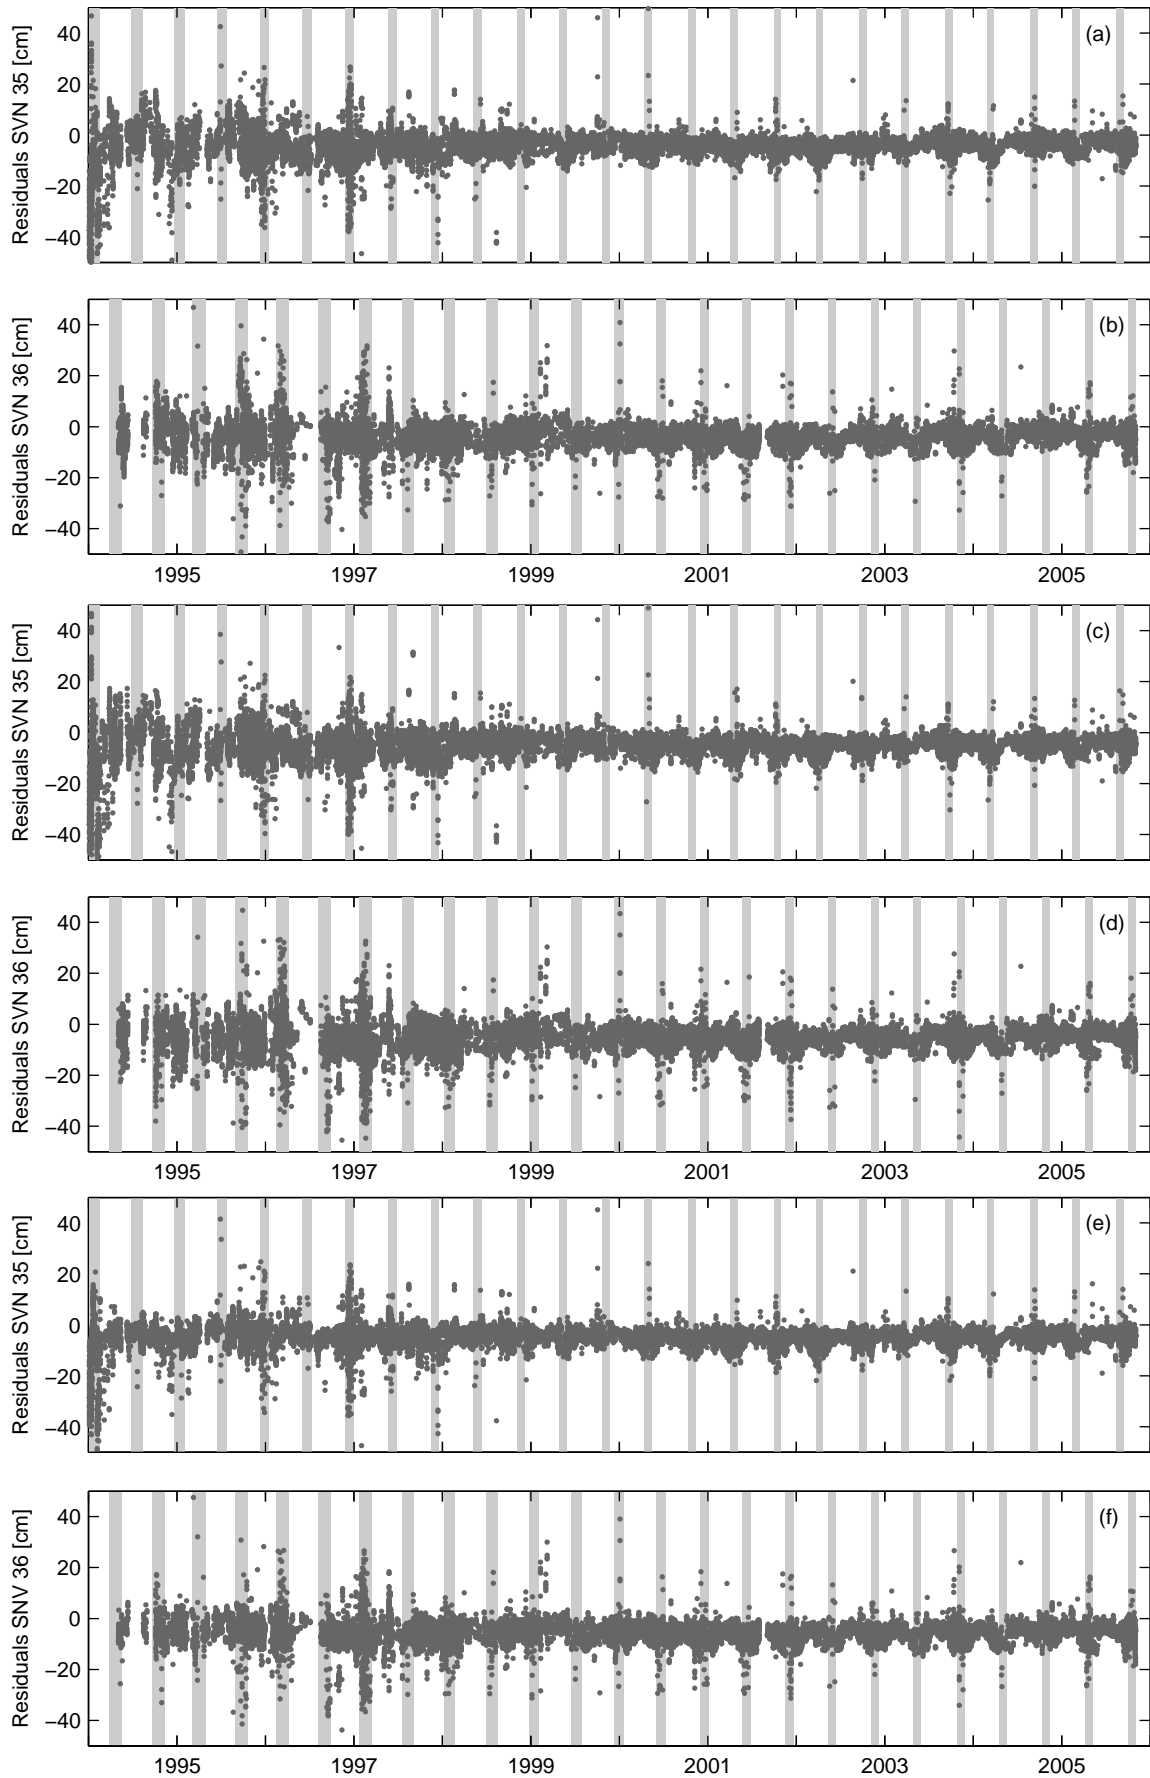 Residuals SVN 35 [cm]
40
20
0
−20
−40
(a)
Residuals SVN 36 [cm]
40
20
0
−20
−40
(b)
1995 1997 1999 2001 2003 2005
Residuals SVN 35 [cm]
40
20
0
−20
−40
(c)
Residuals SVN 36 [cm]
40
20
0
−20
−40
(d)
1995 1997 1999 2001 2003 2005
Residuals SVN 35 [cm]
40
20
0
−20
−40
(e)
Residuals SNV 36 [cm]
40
20
0
−20
−40
(f)
1995 1997 1999 2001 2003 2005